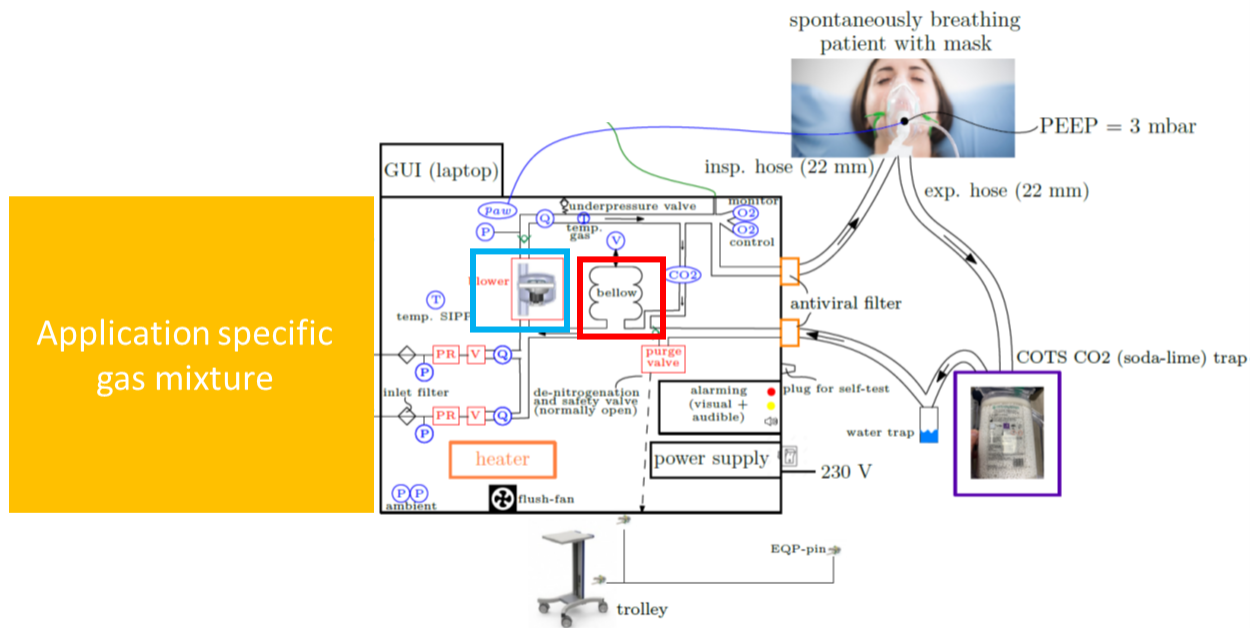 spontaneously breathing
patient with mask
PEEP = 3 mbar
GUI (laptop)
insp. hose (22 mm)
exp. hose (22 mm)
paw
underpressure valve
monitor
Q
O2
O2
P
temp.
gas
V
control
Application specific
gas mixture
lower
bellow
CO2
T
temp. SIPP
antiviral filter
PR
V
Q
P
purge
valve
COTS CO2 (soda-lime) trap
inlet filter
de-nitrogenation
and safety valve
(normally open)
alarming
(visual +
audible)
plug for self-test
PR
V
Q
P
water trap
heater
power supply
230 V
P
P
ambient
flush-fan
EQP-pin
trolley